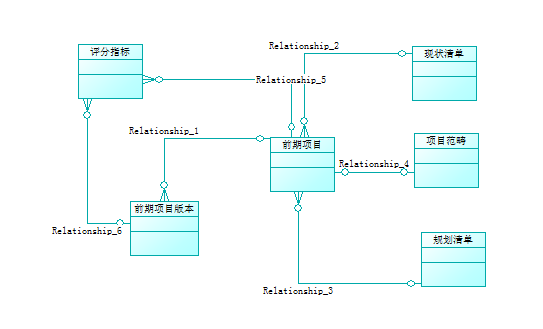 Relationship_2
评分指标
现状清单
Relationship_5
Relationship_1
前期项目
项目范畴
Relationship_4
前期项目版本
Relationship_6
规划清单
Relationship_3